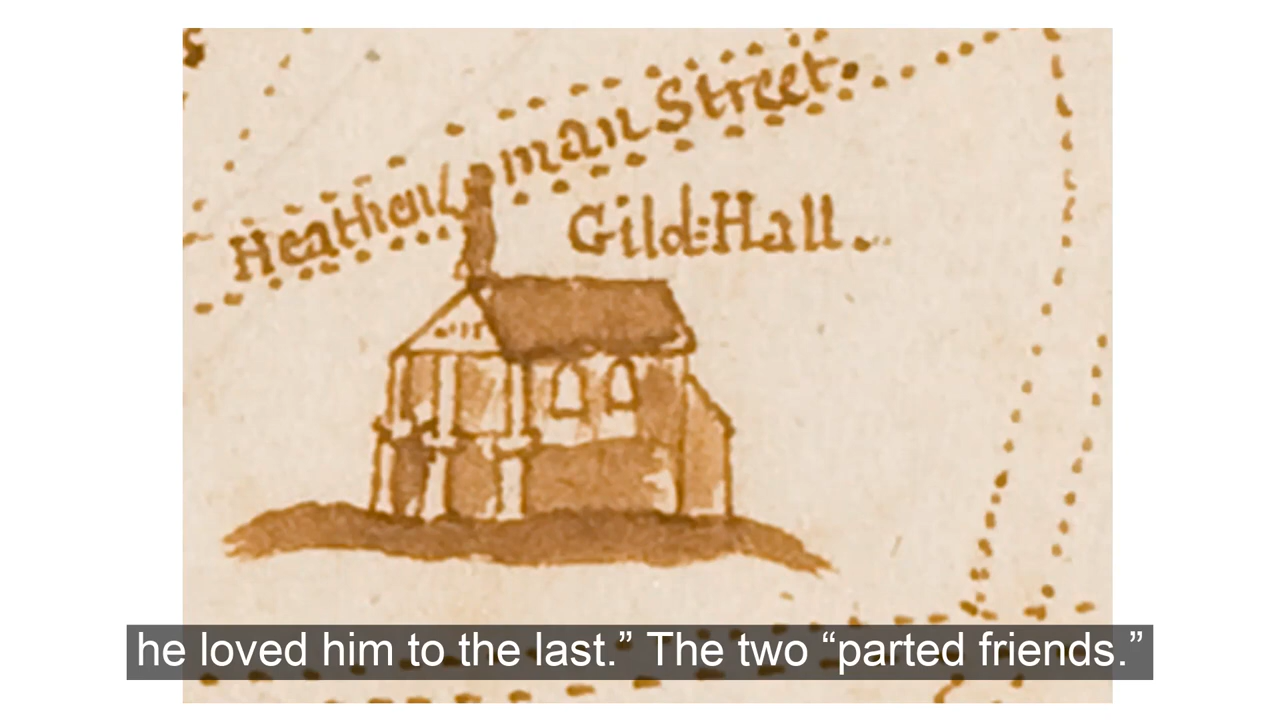 Heathenman Street.
Gild:Hall.
he loved him to the last.” The two “parted friends.”